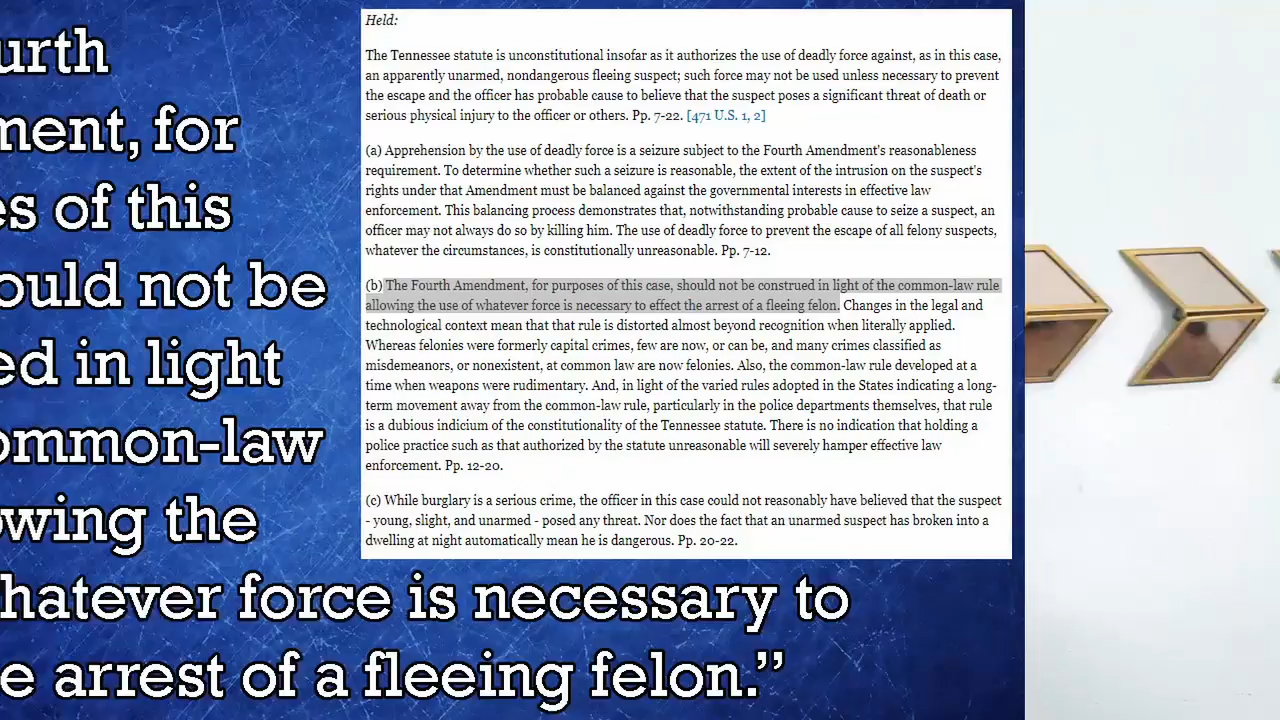 urth
ment, for
es of this
ould not be
ed in light
ommon-law
owing the
hatever force is necessary to
e arrest of a fleeing felon.”
Held:
The Tennessee statute is unconstitutional insofar as it authorizes the use of deadly force against, as in this case,
an apparently unarmed, nondangerous fleeing suspect; such force may not be used unless necessary to prevent
the escape and the officer has probable cause to believe that the suspect poses a significant threat of death or
serious physical injury to the officer or others. Pp. 7-22. [471 U.S. 1, 2]
(a) Apprehension by the use of deadly force is a seizure subject to the Fourth Amendment's reasonableness
requirement. To determine whether such a seizure is reasonable, the extent of the intrusion on the suspect's
rights under that Amendment must be balanced against the governmental interests in effective law
enforcement. This balancing process demonstrates that, notwithstanding probable cause to seize a suspect, an
officer may not always do so by killing him. The use of deadly force to prevent the escape of all felony suspects,
whatever the circumstances, is constitutionally unreasonable. Pp. 7-12.
(b) The Fourth Amendment, for purposes of this case, should not be construed in light of the common-law rule
allowing the use of whatever force is necessary to effect the arrest of a fleeing felon. Changes in the legal and
technological context mean that that rule is distorted almost beyond recognition when literally applied.
Whereas felonies were formerly capital crimes, few are now, or can be, and many crimes classified as
misdemeanors, or nonexistent, at common law are now felonies. Also, the common-law rule developed at a
time when weapons were rudimentary. And, in light of the varied rules adopted in the States indicating a long-
term movement away from the common-law rule, particularly in the police departments themselves, that rule
is a dubious indicium of the constitutionality of the Tennessee statute. There is no indication that holding a
police practice such as that authorized by the statute unreasonable will severely hamper effective law
enforcement. Pp. 12-20.
(c) While burglary is a serious crime, the officer in this case could not reasonably have believed that the suspect
- young, slight, and unarmed - posed any threat. Nor does the fact that an unarmed suspect has broken into a
dwelling at night automatically mean he is dangerous. Pp. 20-22.